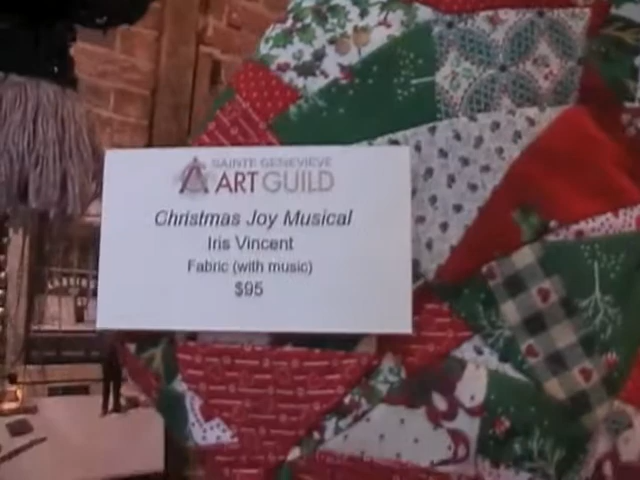 SAINTE GENEVIEVE
ART GUILD
Christmas Joy Musical
Iris Vincent
Fabric (with music)
$95